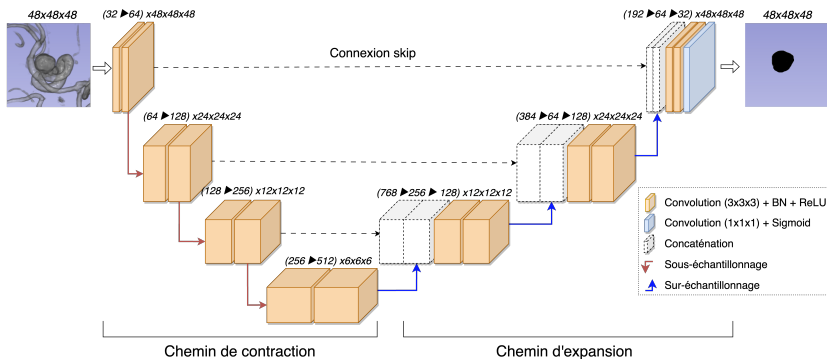 48x48x48
(32 ▶64) x48x48x48
(192 ▶64 ▶32) x48x48x48
48x48x48
Connexion skip
(64 ▶128) x24x24x24
(384 ▶64 ▶128) x24x24x24
(128 ▶256) x12x12x12
(768 ▶256 ▶ 128) x12x12x12
(256 ▶512) x6x6x6
Convolution (3x3x3) + BN + ReLU
Convolution (1x1x1) + Sigmoid
Concaténation
Sous-échantillonnage
Sur-échantillonnage
Chemin de contraction
Chemin d'expansion